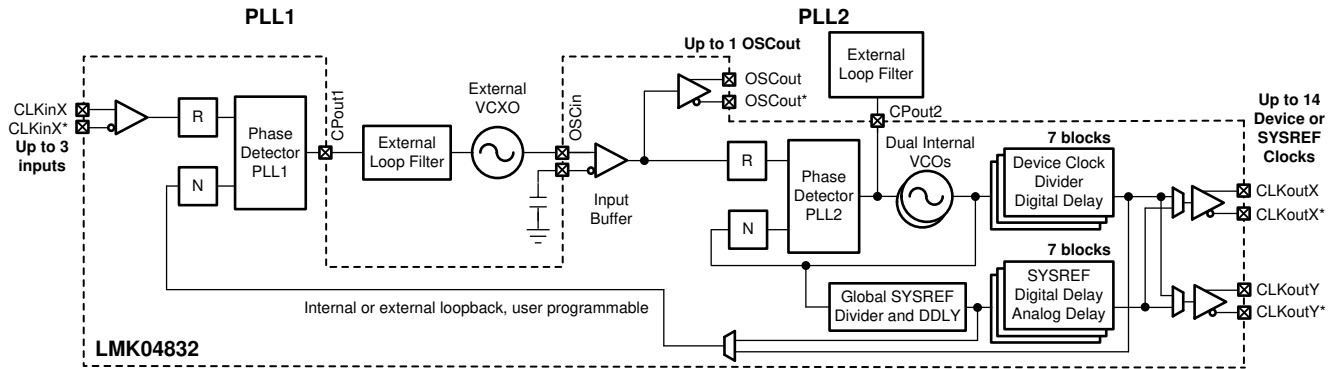 PLL1
PLL2
Up to 1 OSCout
External
Loop Filter
OSCout
OSCout*
CPout2
CLKinX
CLKinX*
Up to 3
inputs
R
N
Phase
Detector
PLL1
CPout1
External
Loop Filter
External
VCXO
OSCin
Input
Buffer
R
N
Phase
Detector
PLL2
Dual Internal
VCOs
7 blocks
Device Clock
Divider
Digital Delay
7 blocks
SYSREF
Digital Delay
Analog Delay
Global SYSREF
Divider and DDLY
Up to 14
Device or
SYSREF
Clocks
CLKoutX
CLKoutX*
CLKoutY
CLKoutY*
Internal or external loopback, user programmable
LMK04832